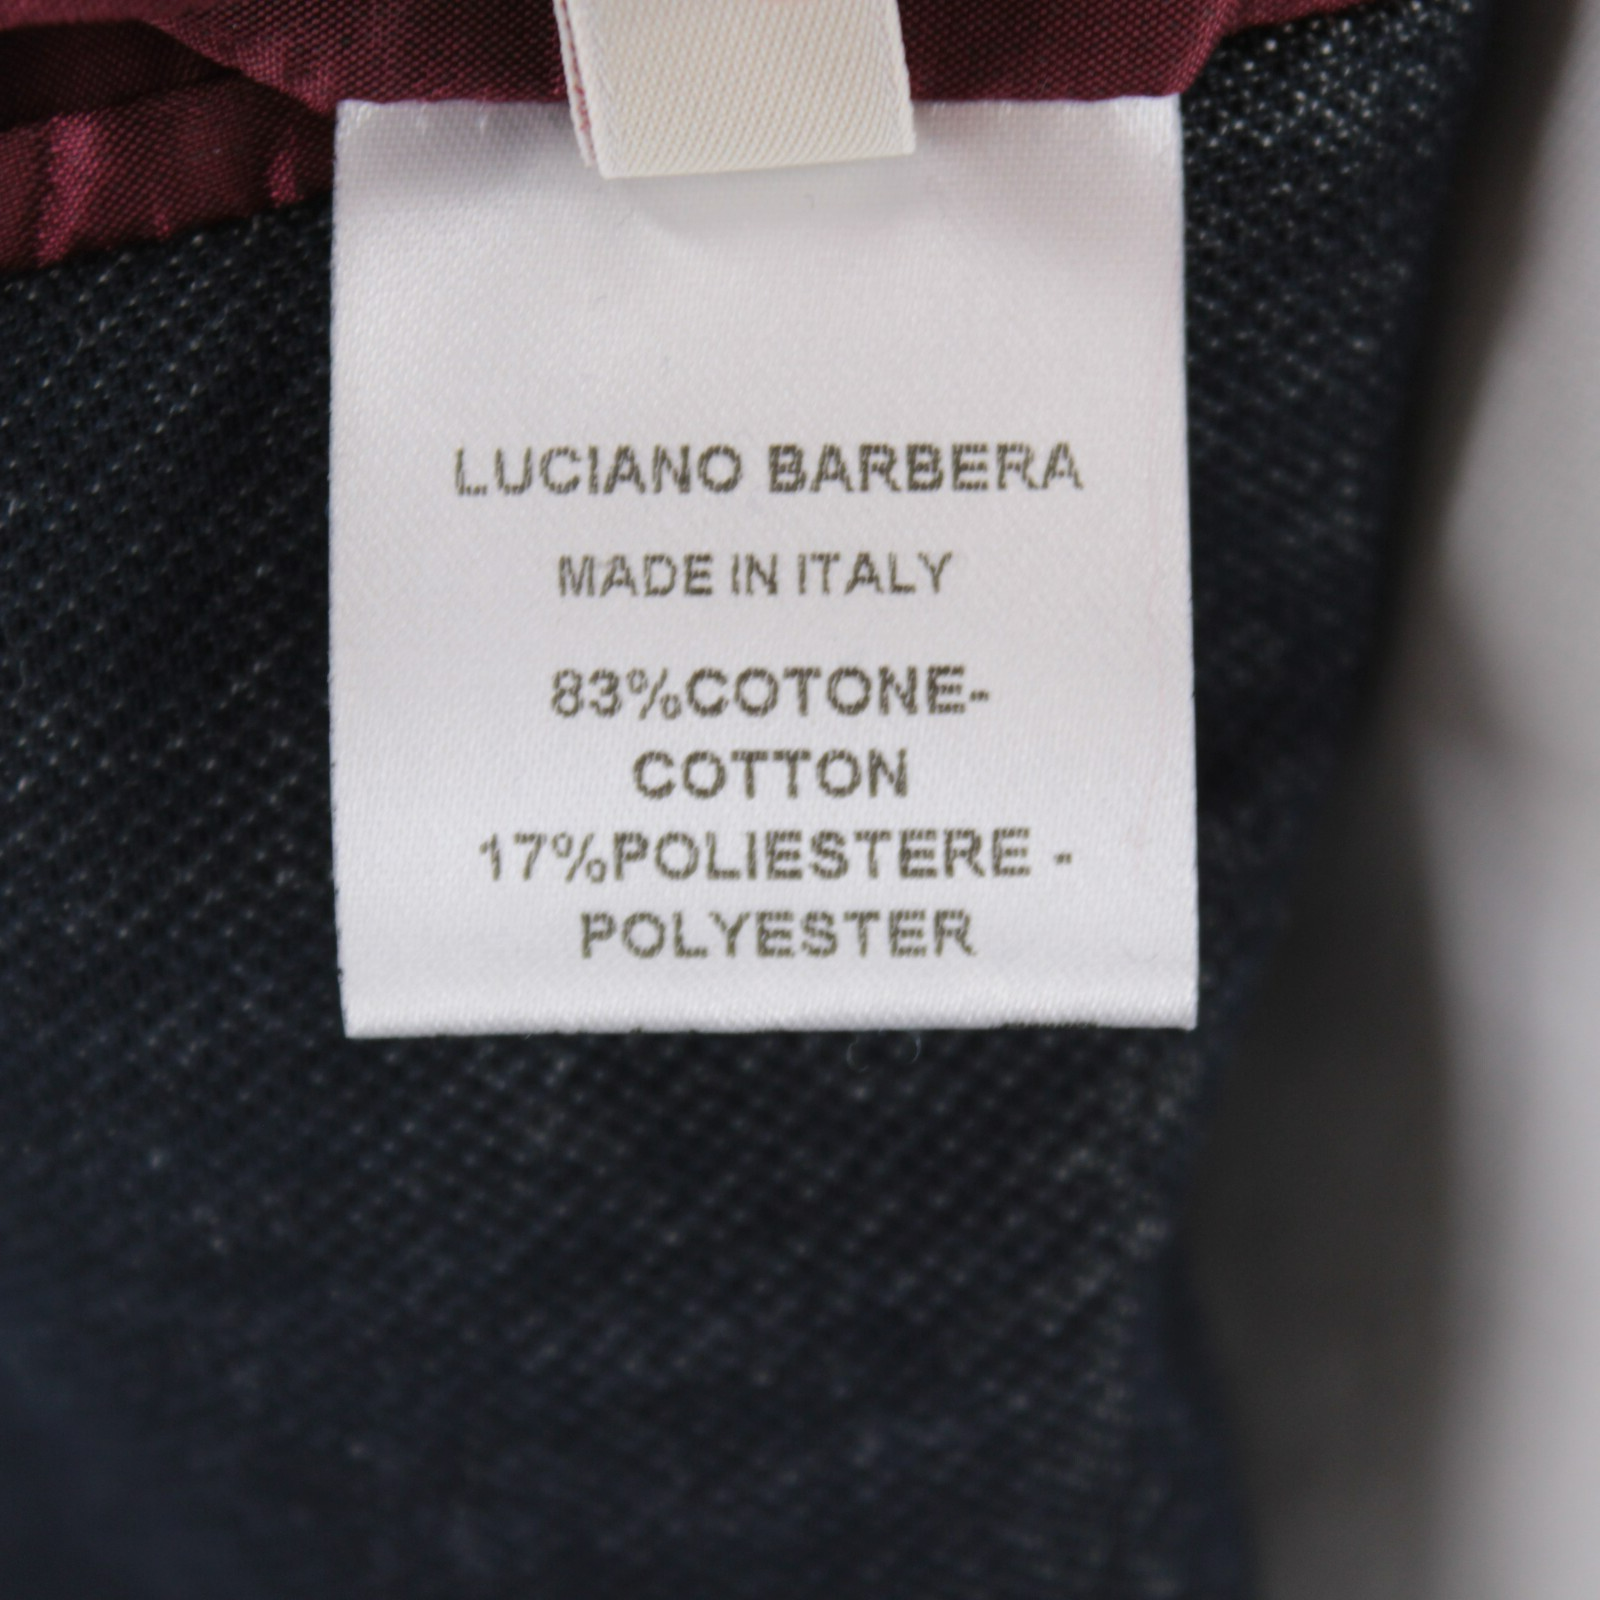 LUCIANO BARBERA
MADE IN ITALY
83%COTONE-
COTTON
17%POLIESTERE -
POLYESTER